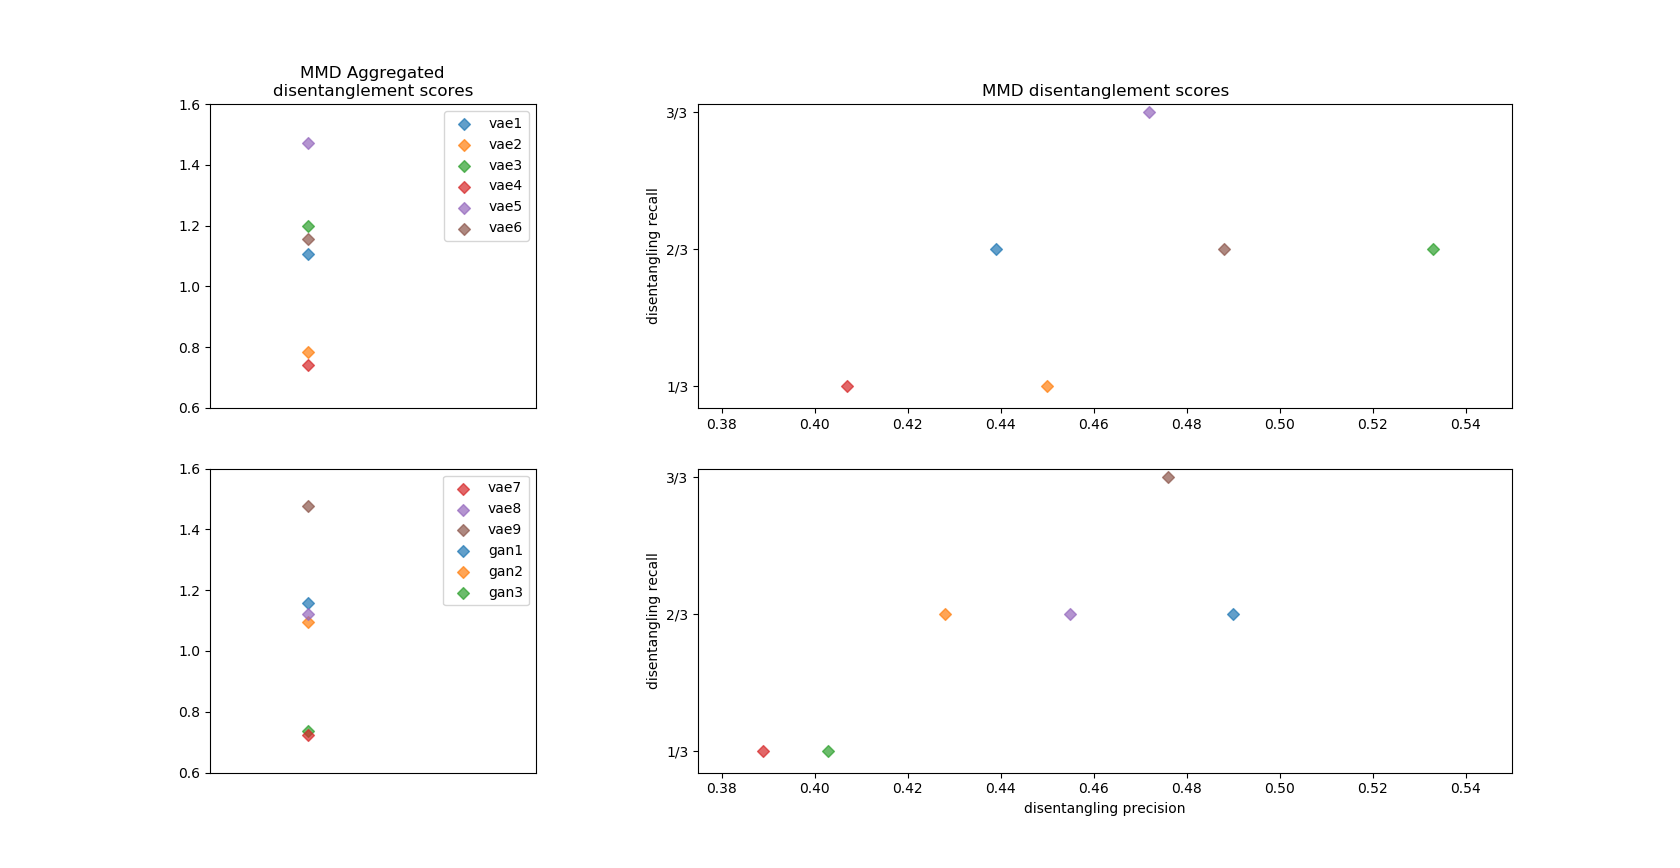 MMD Aggregated
disentanglement scores
1.6
1.4
1.2
1.0
0.8
0.6
vae1
vae2
vae3
vae4
vae5
vae6
MMD disentanglement scores
disentangling recall
3/3
2/3
1/3
0.38 0.40 0.42 0.44 0.46 0.48 0.50 0.52 0.54
1.6
1.4
1.2
1.0
0.8
0.6
vae7
vae8
vae9
gan1
gan2
gan3
disentangling recall
3/3
2/3
1/3
0.38 0.40 0.42 0.44 0.46 0.48 0.50 0.52 0.54
disentangling precision